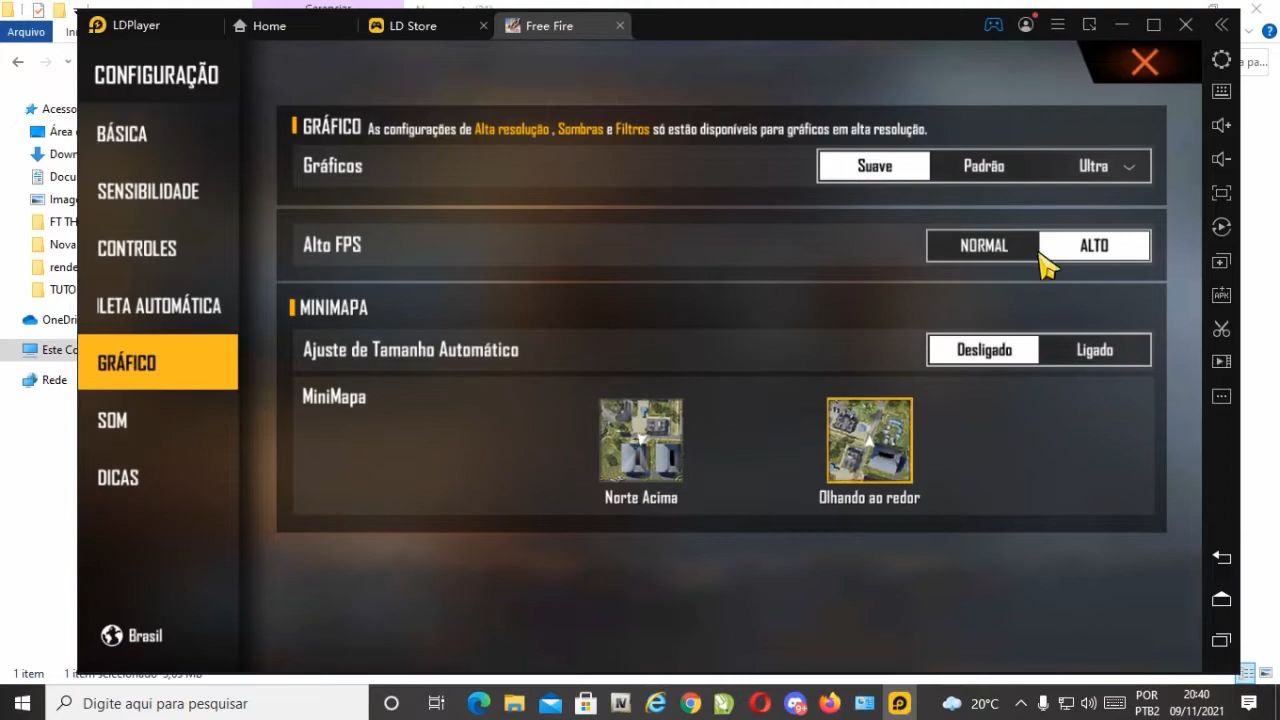 LDPlayer
Home
LD Store
Free Fire
Arquivo
CONFIGURAÇÃO
BÁSICA
SENSIBILIDADE
CONTROLES
LETA AUTOMÁTICA
GRÁFICO
SOM
DICAS
Brasil
GRÁFICO As configurações de Alta resolução , Sombras e Filtros só estão disponíveis para gráficos em alta resolução.
Gráficos
Suave Padrão Ultra
Alto FPS
NORMAL ALTO
MINIMAPA
Ajuste de Tamanho Automático
Desligado Ligado
MiniMapa
Norte Acima Olhando ao redor
APK
a pa...
Acesso
Área
Down
Docu
Imag
FT TH
Nova
rende
TUTO
OneDri
Este Co
Rede
1 item
Digite aqui para pesquisar
20°C
POR
PTB2
20:40
09/11/2021